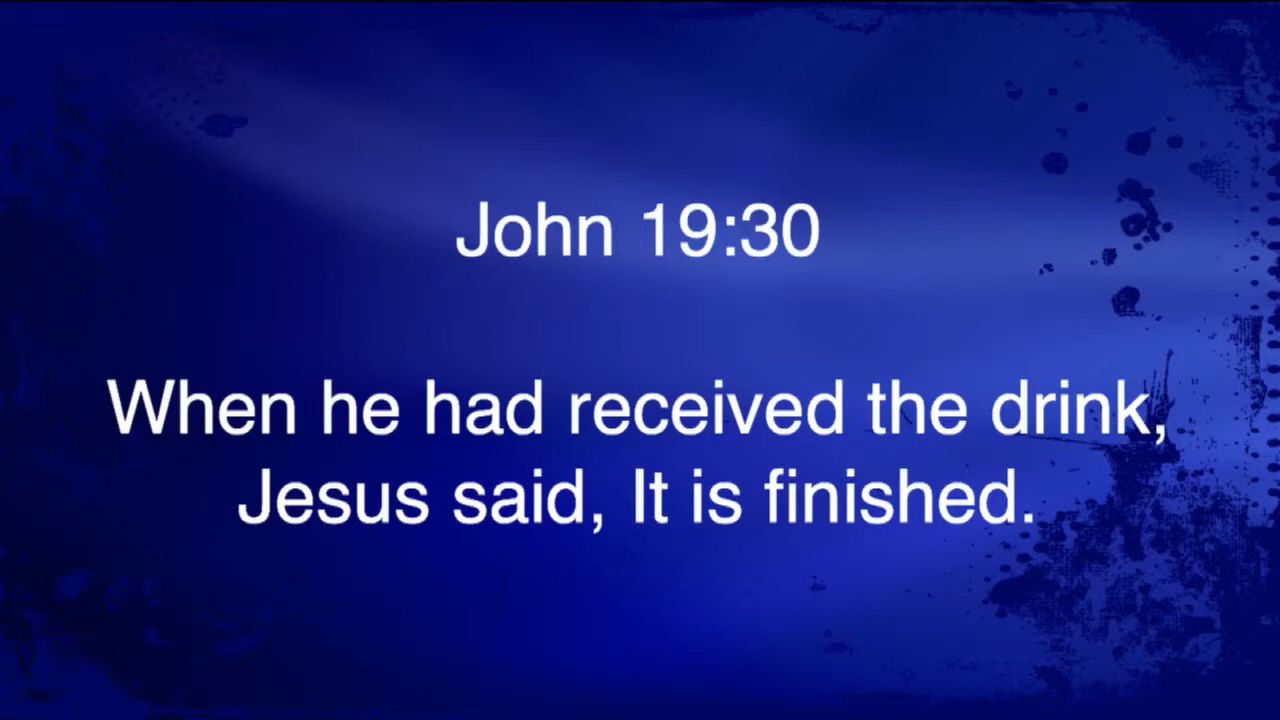 John 19:30
When he had received the drink,
Jesus said, It is finished.